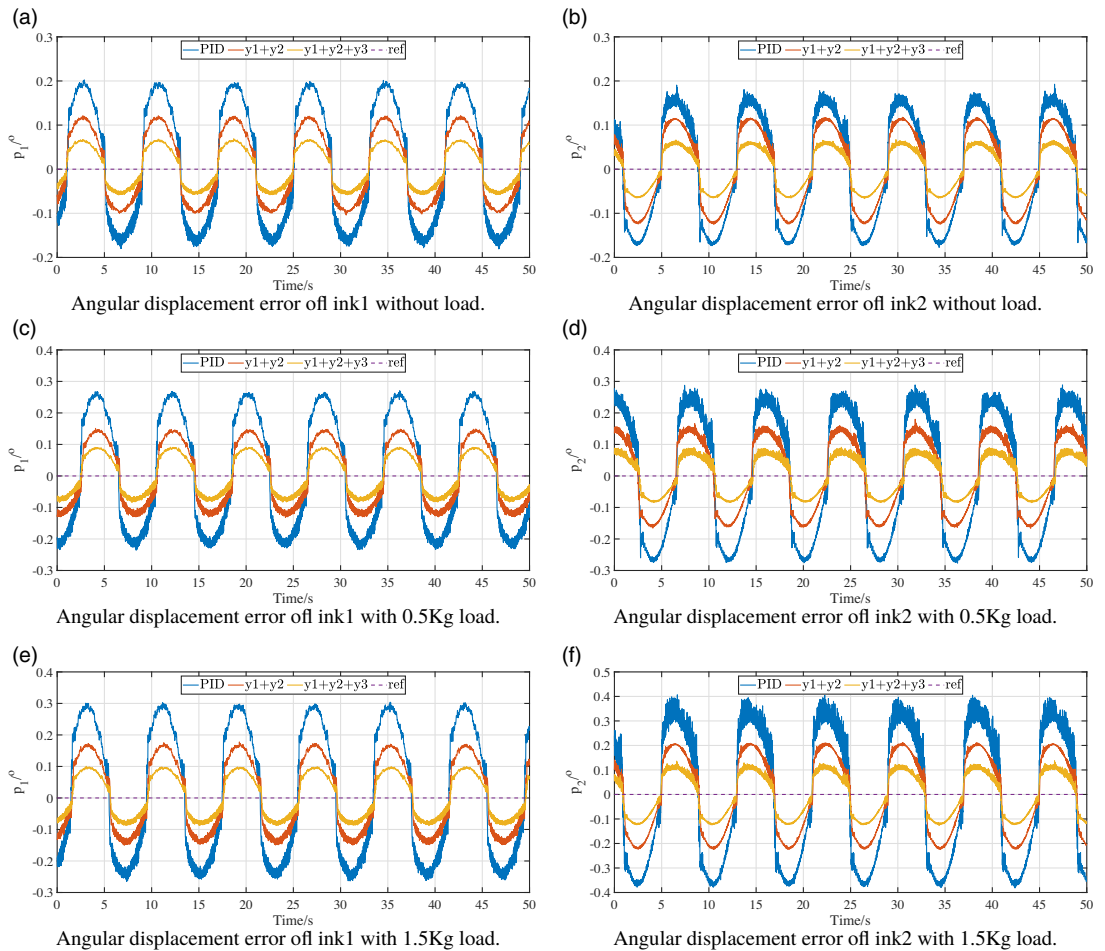 (a)
PID y1+y2 y1+y2+y3 ref
0.3
0.2
0.1
0
-0.1
-0.2
p1/o
0 5 10 15 20 25 30 35 40 45 50
Time/s
Angular displacement error ofl ink1 without load.
(b)
PID y1+y2 y1+y2+y3 ref
0.3
0.2
0.1
0
-0.1
-0.2
p2/o
0 5 10 15 20 25 30 35 40 45 50
Time/s
Angular displacement error ofl ink2 without load.
(c)
PID y1+y2 y1+y2+y3 ref
0.4
0.3
0.2
0.1
0
-0.1
-0.2
-0.3
p1/o
0 5 10 15 20 25 30 35 40 45 50
Time/s
Angular displacement error ofl ink1 with 0.5Kg load.
(d)
PID y1+y2 y1+y2+y3 ref
0.4
0.3
0.2
0.1
0
-0.1
-0.2
-0.3
p2/o
0 5 10 15 20 25 30 35 40 45 50
Time/s
Angular displacement error ofl ink2 with 0.5Kg load.
(e)
PID y1+y2 y1+y2+y3 ref
0.4
0.3
0.2
0.1
0
-0.1
-0.2
-0.3
p1/o
0 5 10 15 20 25 30 35 40 45 50
Time/s
Angular displacement error ofl ink1 with 1.5Kg load.
(f)
PID y1+y2 y1+y2+y3 ref
0.5
0.4
0.3
0.2
0.1
0
-0.1
-0.2
-0.3
-0.4
p2/o
0 5 10 15 20 25 30 35 40 45 50
Time/s
Angular displacement error ofl ink2 with 1.5Kg load.